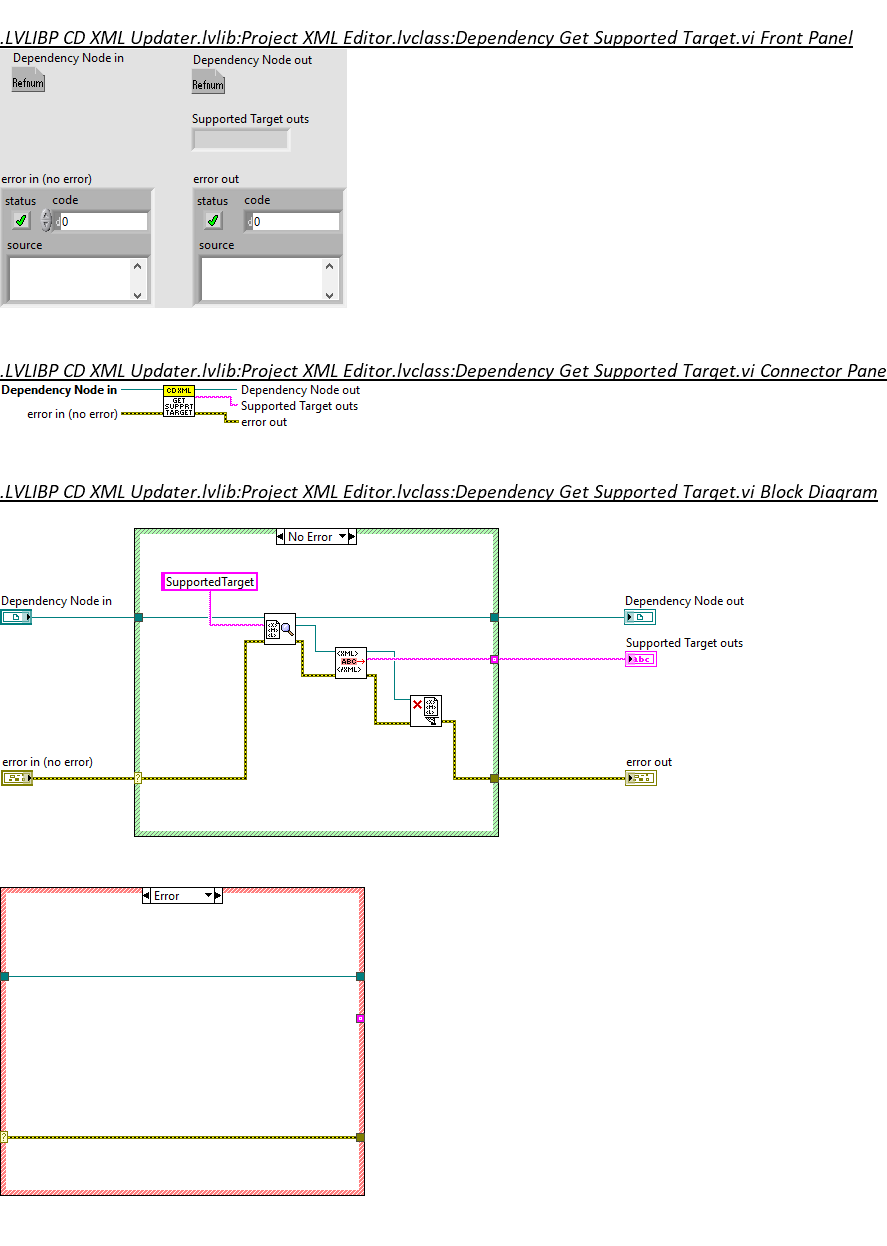 .LVLIBP CD XML Updater.lvlib:Project XML Editor.lvclass:Dependency Get Supported Target.vi Front Panel
Dependency Node in
Dependency Node out
Refnum
Refnum
Supported Target outs
error in (no error)
error out
status code
status code
d 0
d 0
source
source
.LVLIBP CD XML Updater.lvlib:Project XML Editor.lvclass:Dependency Get Supported Target.vi Connector Pane
Dependency Node in
CDXML
GET
SUPPRT
TARGET
Dependency Node out
Supported Target outs
error in (no error)
error out
.LVLIBP CD XML Updater.lvlib:Project XML Editor.lvclass:Dependency Get Supported Target.vi Block Diagram
No Error
SupportedTarget
Dependency Node in
Dependency Node out
Supported Target outs
abc
<XML>
ABC
</XML>
error in (no error)
?
error out
Error
?